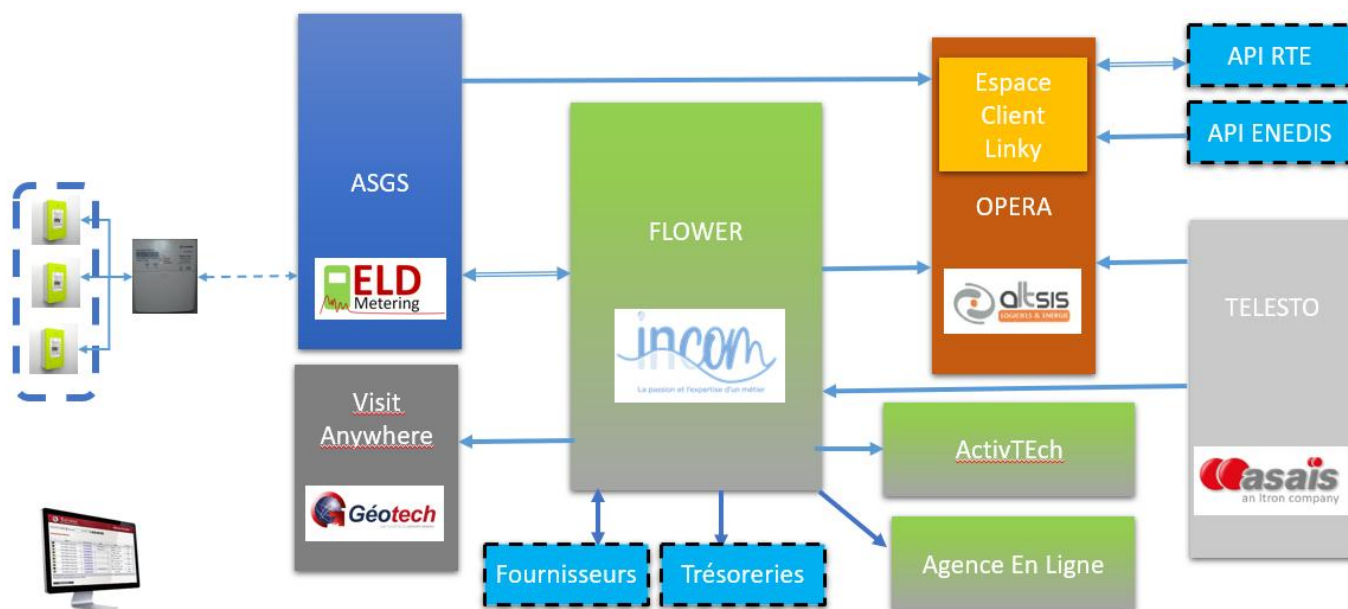 ASGS
ELD
Metering
Visit
Anywhere
Géotech
FLOWER
incom
La passion et l'expertise d'un métier
Fournisseurs
Trésoreries
Espace
Client
Linky
OPERA
altsis
LOGICIELS & ENERGIE
ActivTEch
Agence En Ligne
API RTE
API ENEDIS
TELESTO
asais
an Itron company